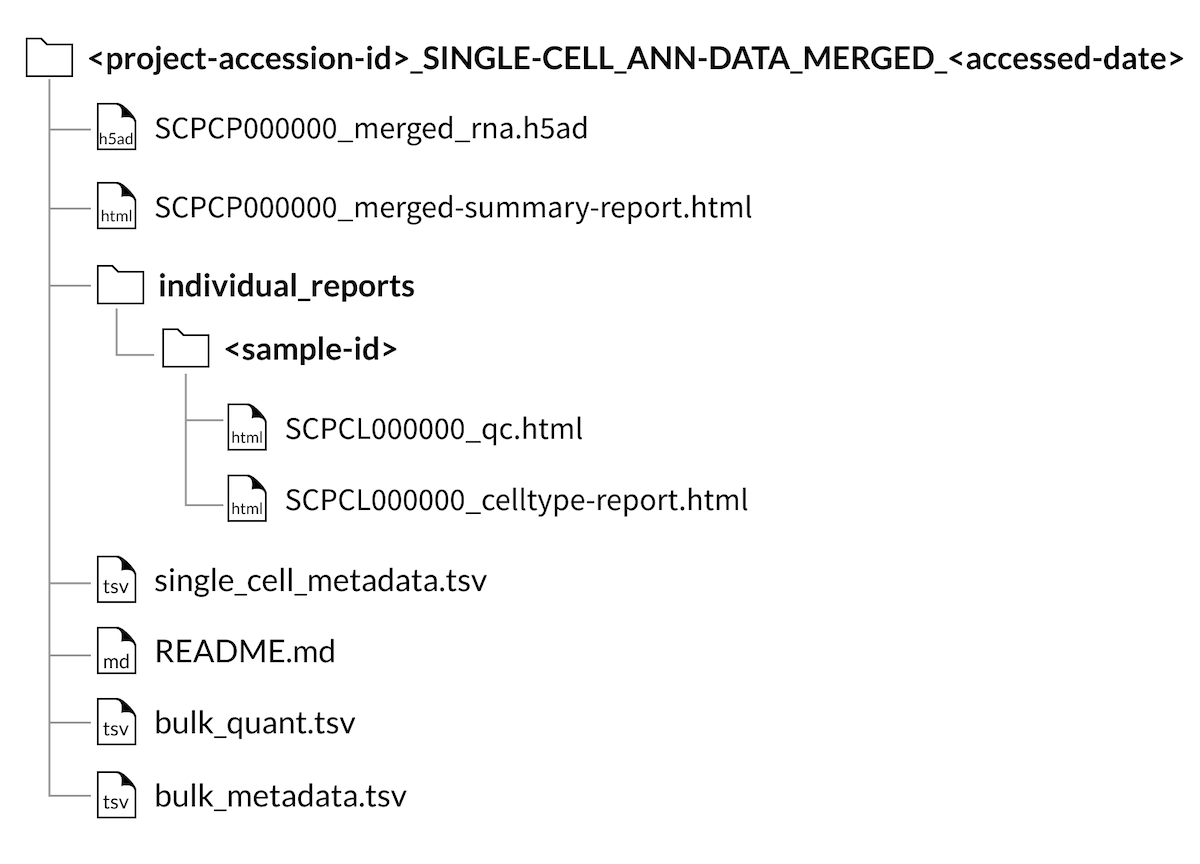 <project-accession-id>_SINGLE-CELL_ANN-DATA_MERGED_<accessed-date>
h5ad SCPCP000000_merged_rna.h5ad
html SCPCP000000_merged-summary-report.html
individual_reports
<sample-id>
html SCPCL000000_qc.html
html SCPCL000000_celltype-report.html
tsv single_cell_metadata.tsv
md README.md
tsv bulk_quant.tsv
tsv bulk_metadata.tsv